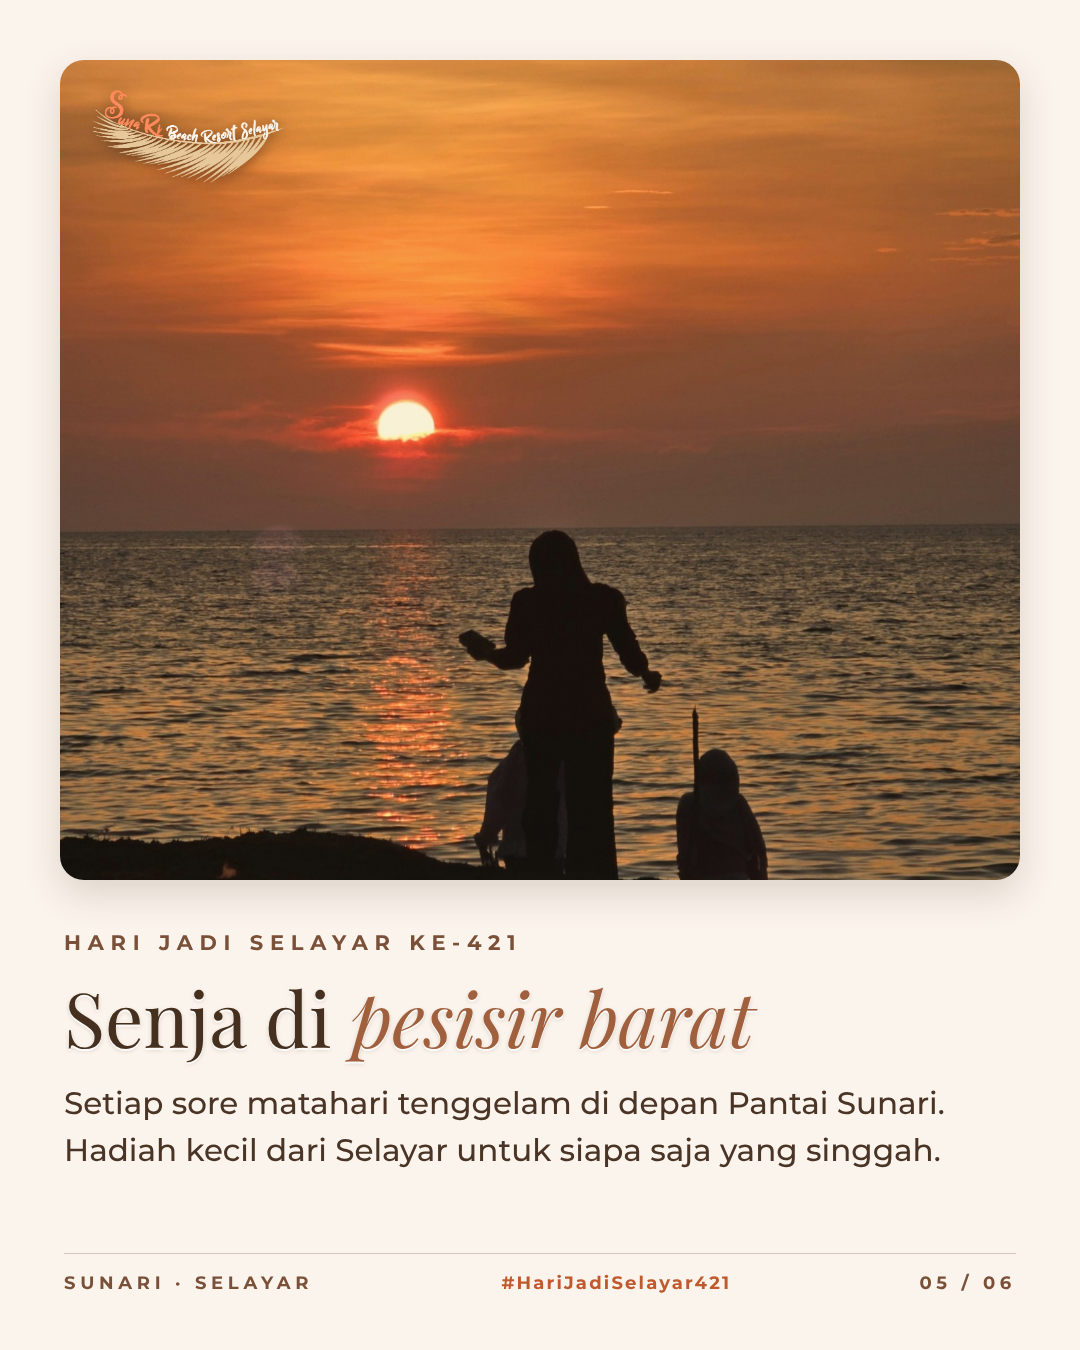 SunaRi Beach Resort Selayar
HARI JADI SELAYAR KE-421
Senja di pesisir barat
Setiap sore matahari tenggelam di depan Pantai Sunari.
Hadiah kecil dari Selayar untuk siapa saja yang singgah.
SUNARI · SELAYAR
#HariJadiSelayar421
05 / 06